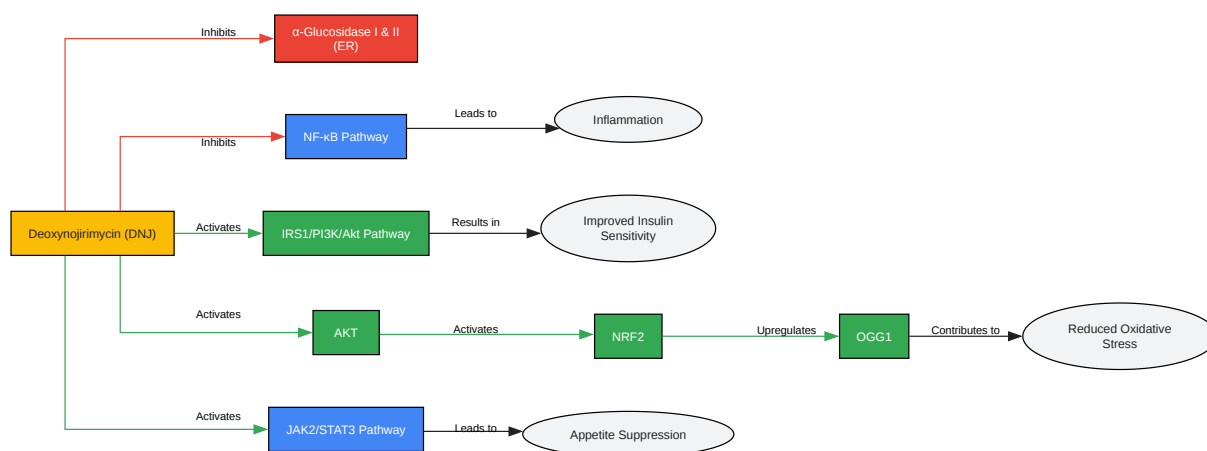 Inhibits
α-Glucosidase I & II
(ER)
Inhibits
NF-κB Pathway
Leads to
Inflammation
Deoxynojirimycin (DNJ)
Activates
IRS1/PI3K/Akt Pathway
Results in
Improved Insulin
Sensitivity
Activates
AKT
Activates
NRF2
Upregulates
OGG1
Contributes to
Reduced Oxidative
Stress
Activates
JAK2/STAT3 Pathway
Leads to
Appetite Suppression